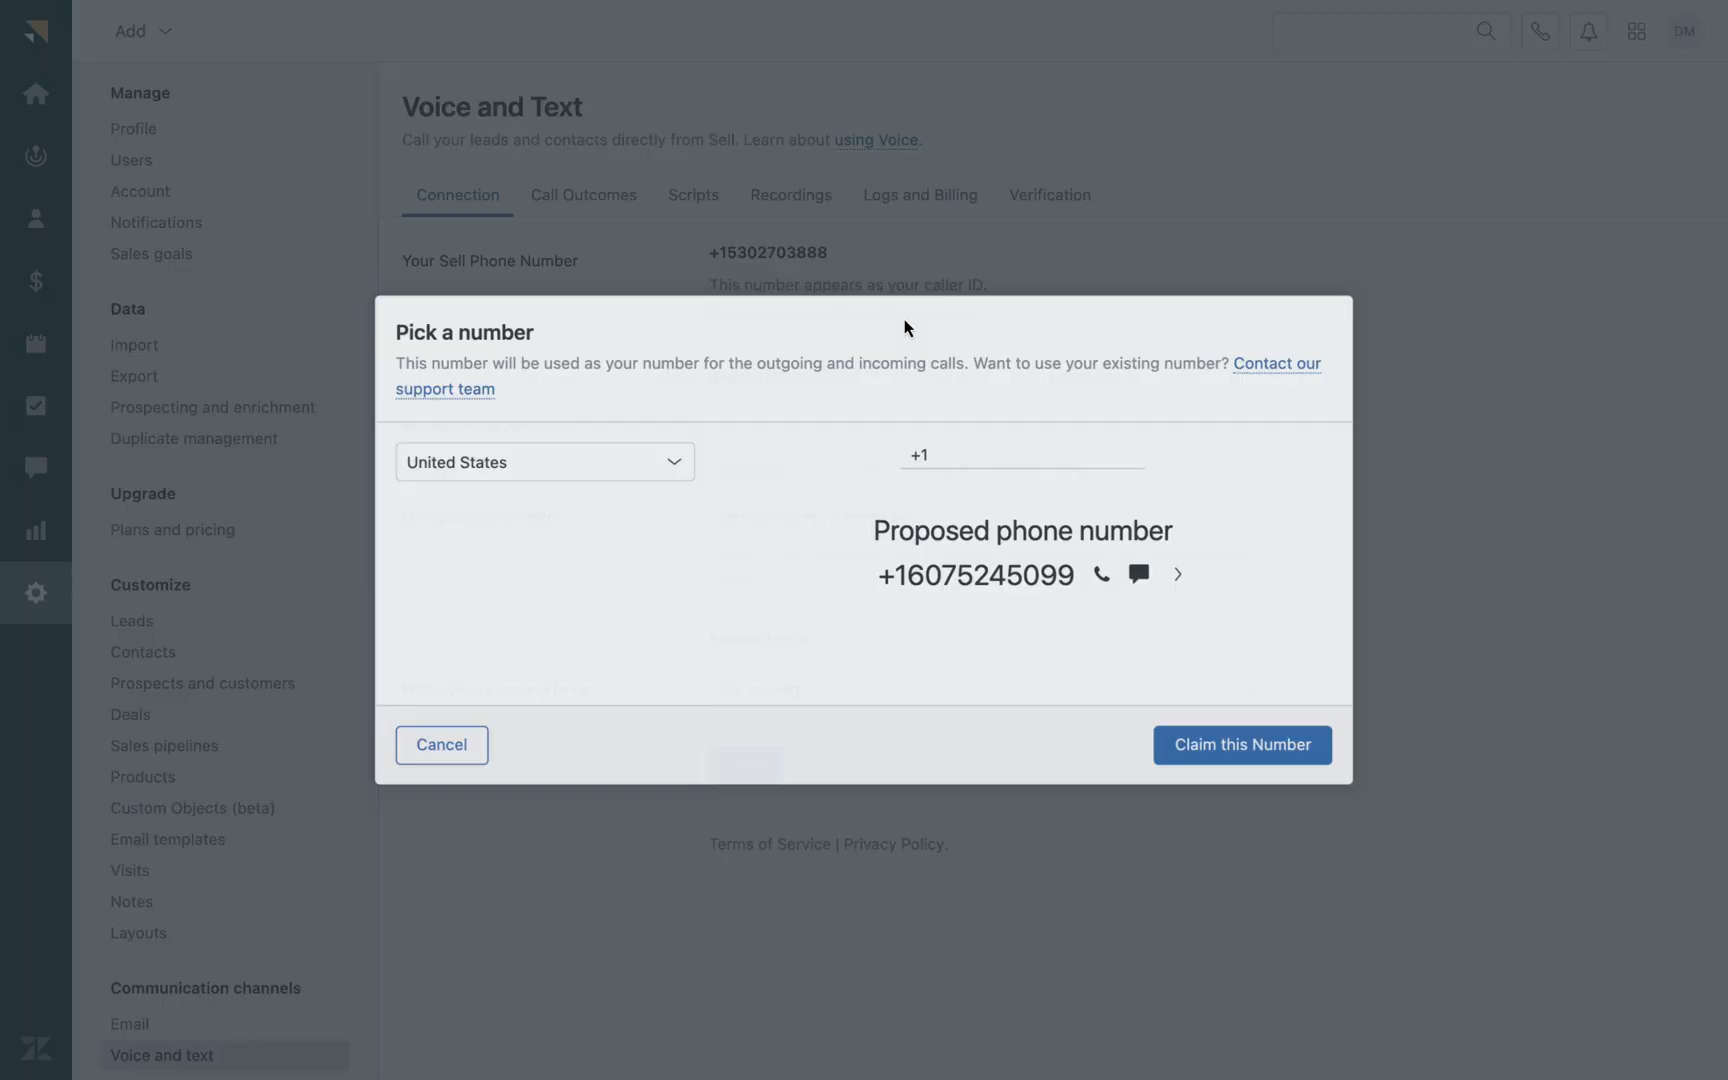 Add
DM
Manage
Profile
Users
Account
Notifications
Sales goals
Data
Import
Export
Prospecting and enrichment
Duplicate management
Upgrade
Plans and pricing
Customize
Leads
Contacts
Prospects and customers
Deals
Sales pipelines
Products
Custom Objects (beta)
Email templates
Visits
Notes
Layouts
Communication channels
Email
Voice and text
Voice and Text
Call your leads and contacts directly from Sell. Learn about using Voice.
Connection Call Outcomes Scripts Recordings Logs and Billing Verification
Your Sell Phone Number
+15302703888
This number appears as your caller ID.
Pick a number
This number will be used as your number for the outgoing and incoming calls. Want to use your existing number? Contact our
support team
United States
+1
Proposed phone number
+16075245099
Cancel
Claim this Number
Terms of Service | Privacy Policy.